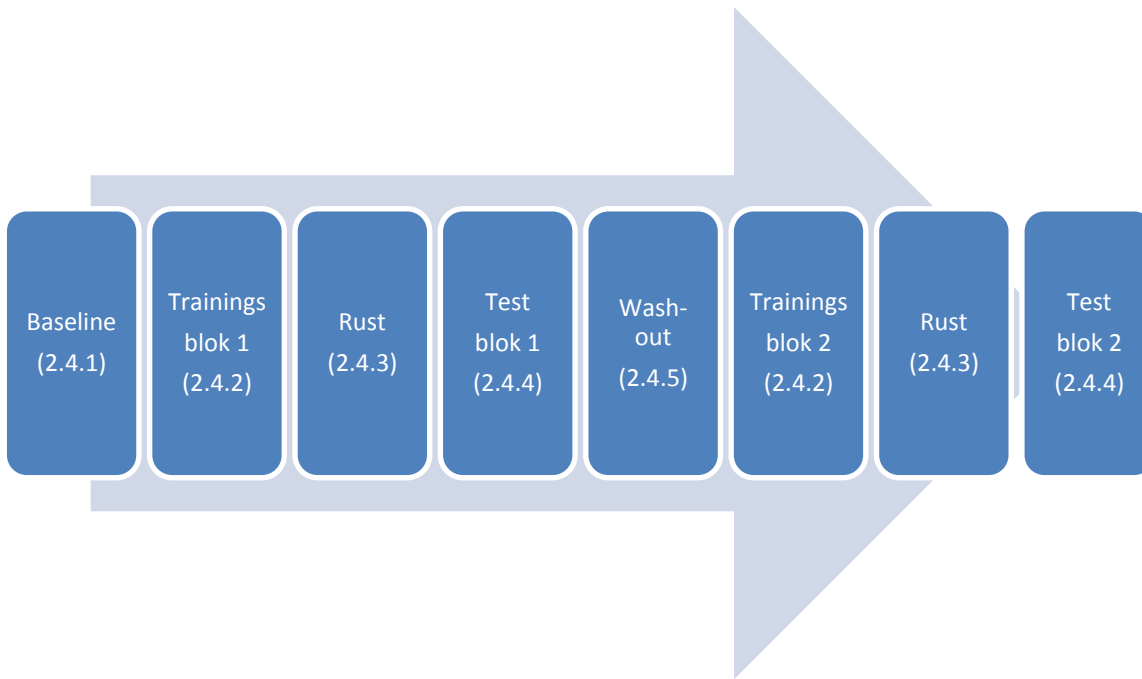 Baseline
(2.4.1)
Trainings
blok 1
(2.4.2)
Rust
(2.4.3)
Test
blok 1
(2.4.4)
Wash-
out
(2.4.5)
Trainings
blok 2
(2.4.2)
Rust
(2.4.3)
Test
blok 2
(2.4.4)